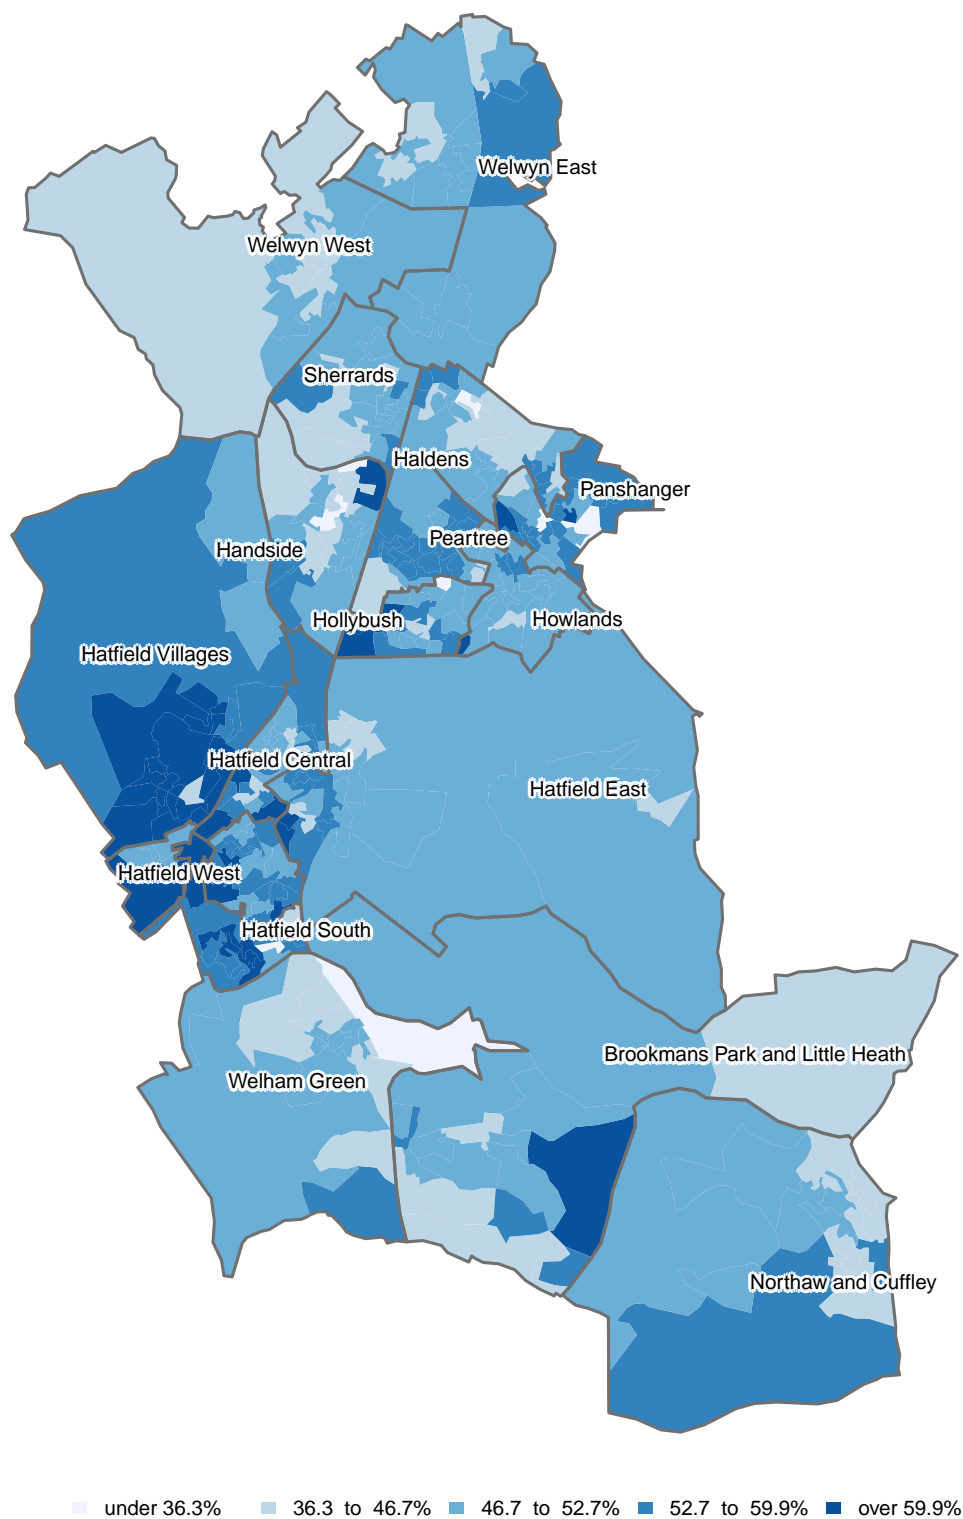 Welwyn East
Welwyn West
Sherrards
Haldens
Panshanger
Peartree
Handside
Hollybush
Howlands
Hatfield Villages
Hatfield Central
Hatfield East
Hatfield West
Hatfield South
Brookmans Park and Little Heath
Welham Green
Northaw and Cuffley
under 36.3% 36.3 to 46.7% 46.7 to 52.7% 52.7 to 59.9% over 59.9%